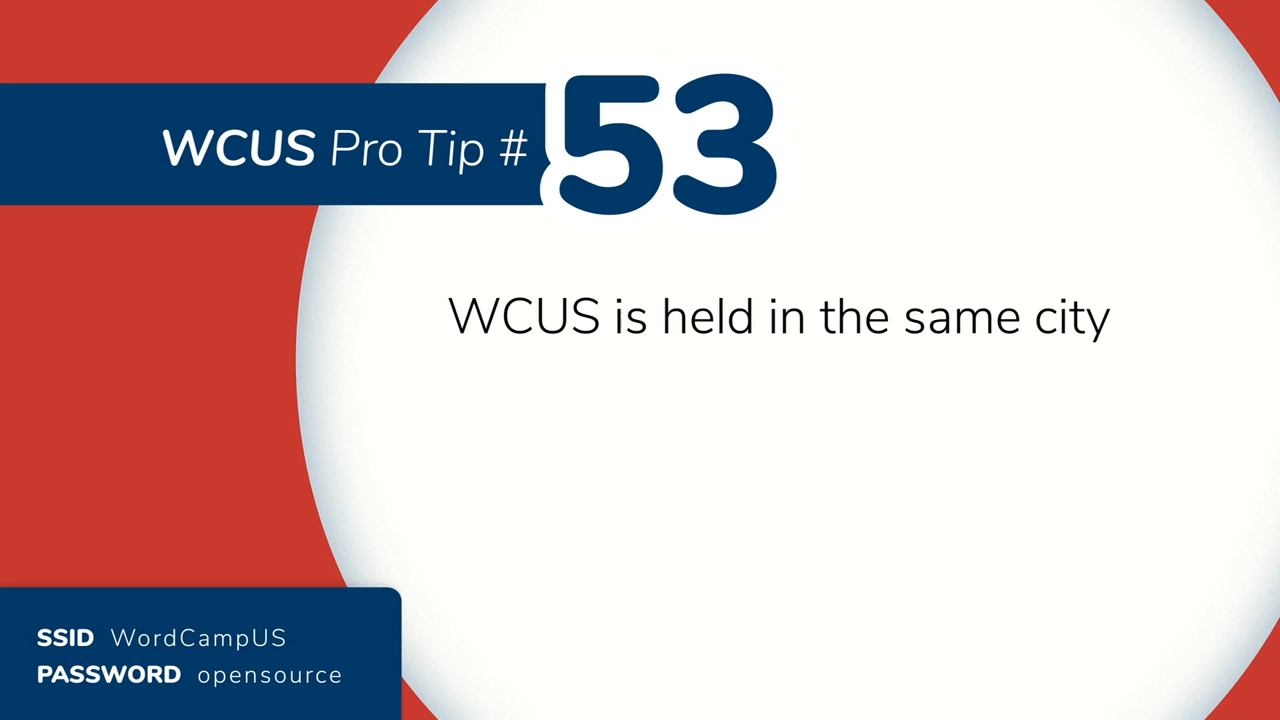 WCUS Pro Tip # 53
WCUS is held in the same city
SSID WordCampUS
PASSWORD opensource